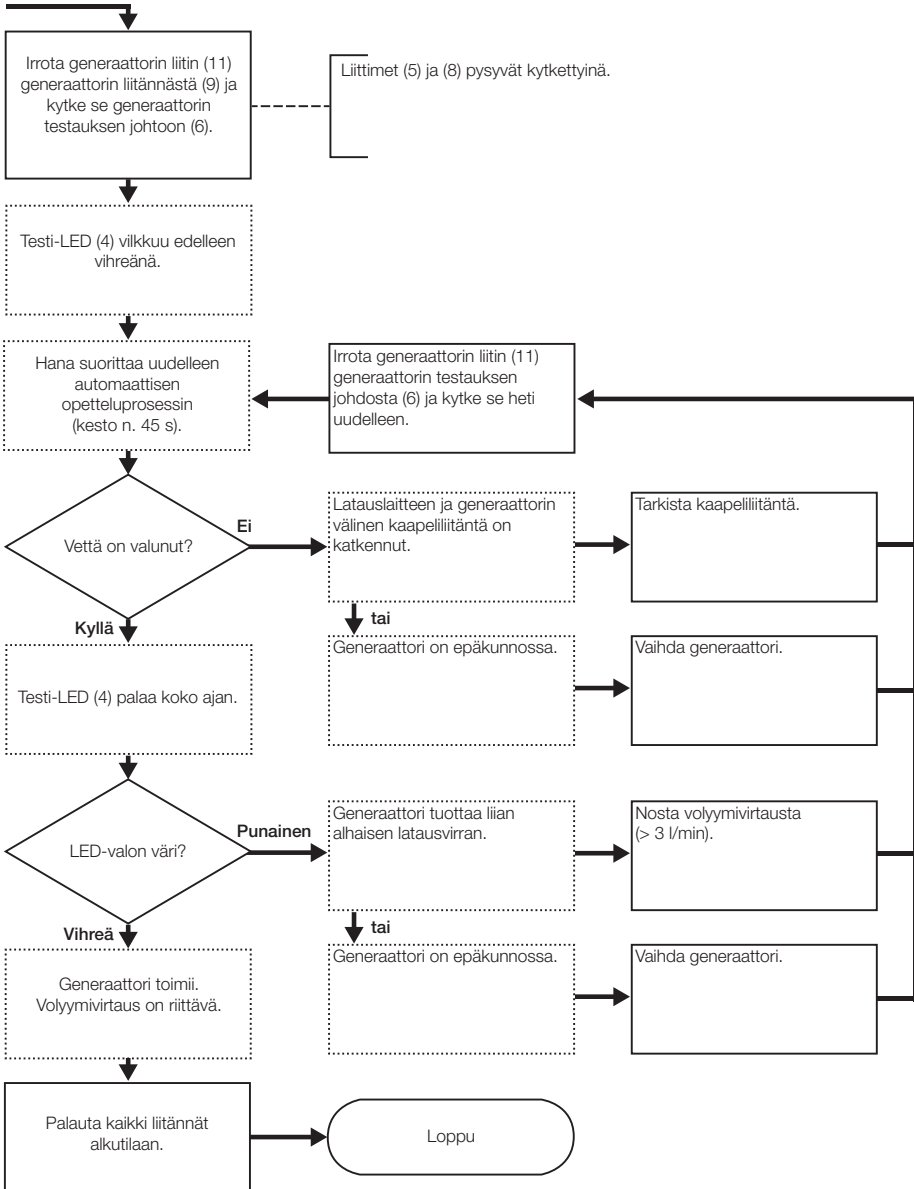 Irrota generaattorin liitin (11)
generaattorin liitännästä (9) ja
kytke se generaattorin
testauksen johtoon (6).
Liittimet (5) ja (8) pysyvät kytkettyinä.
Testi-LED (4) vilkkuu edelleen
vihreänä.
Hana suorittaa uudelleen
automaattisen
opetteluprosessin
(kesto n. 45 s).
Irrota generaattorin liitin (11)
generaattorin testauksen
johdosta (6) ja kytke se heti
uudelleen.
Vettä on valunut?
Ei
Latauslaitteen ja generaattorin
välinen kaapeliliitäntä on
katkennut.
Tarkista kaapeliliitäntä.
Kyllä
tai
Testi-LED (4) palaa koko ajan.
Generaattori on epäkunnossa.
Vaihda generaattori.
LED-valon väri?
Punainen
Generaattori tuottaa liian
alhaisen latausvirran.
Nosta volyymivirtausta
(> 3 l/min).
Vihreä
tai
Generaattori toimii.
Volyymivirtaus on riittävä.
Generaattori on epäkunnossa.
Vaihda generaattori.
Palauta kaikki liitännät
alkutilaan.
Loppu